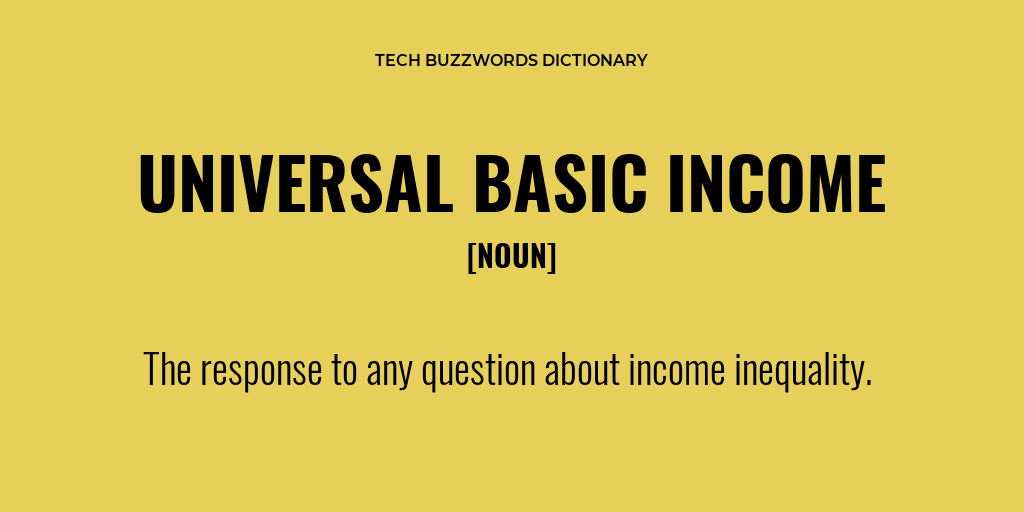 TECH BUZZWORDS DICTIONARY
UNIVERSAL BASIC INCOME
[NOUN]
The response to any question about income inequality.